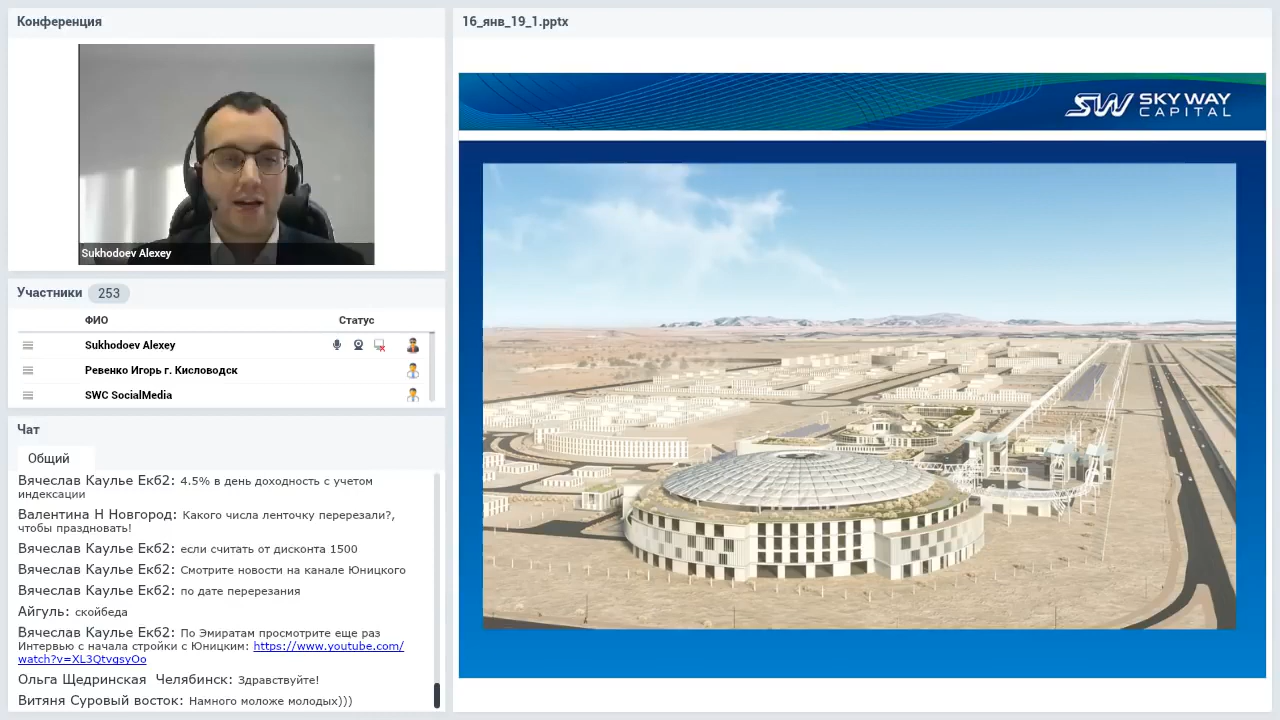 Конференция
Sukhodoev Alexey
Участники 253
ФИО Статус
Sukhodoev Alexey
Ревенко Игорь г. Кисловодск
SWC SocialMedia
Чат
Общий
Вячеслав Каулье Екб2: 4.5% в день доходность с учетом
индексации
Валентина Н Новгород: Какого числа ленточку перерезали?,
чтобы праздновать!
Вячеслав Каулье Екб2: если считать от дисконта 1500
Вячеслав Каулье Екб2: Смотрите новости на канале Юницкого
Вячеслав Каулье Екб2: по дате перерезания
Айгуль: скойбеда
Вячеслав Каулье Екб2: По Эмиратам просмотрите еще раз
Интервью с начала стройки с Юницким: https://www.youtube.com/
watch?v=XL3QtvgsyOo
Ольга Щедринская Челябинск: Здравствуйте!
Витяня Суровый восток: Намного моложе молодых)))
16_янв_19_1.pptx
SW SKY WAY
CAPITAL